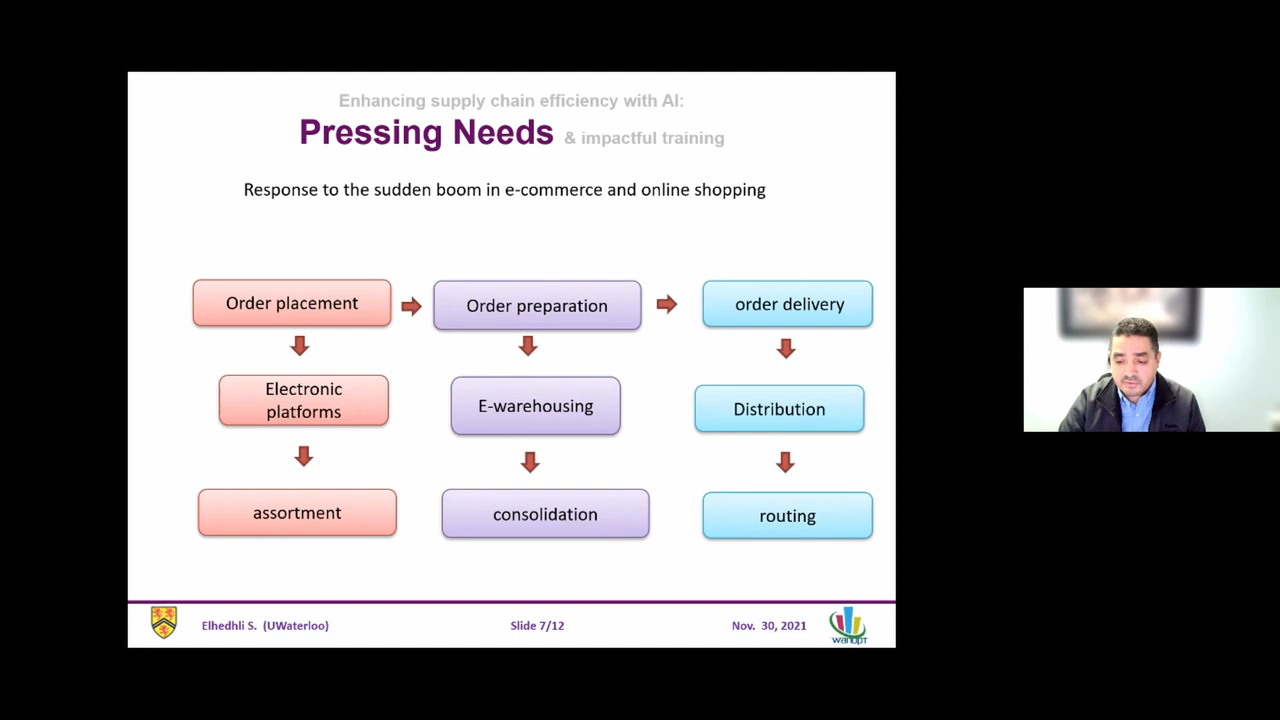 Enhancing supply chain efficiency with AI:
Pressing Needs & impactful training
Response to the sudden boom in e-commerce and online shopping
Order placement
Order preparation
order delivery
Electronic
platforms
E-warehousing
Distribution
assortment
consolidation
routing
Elhedhli S. (UWaterloo)
Slide 7/12
Nov. 30, 2021
wanopt